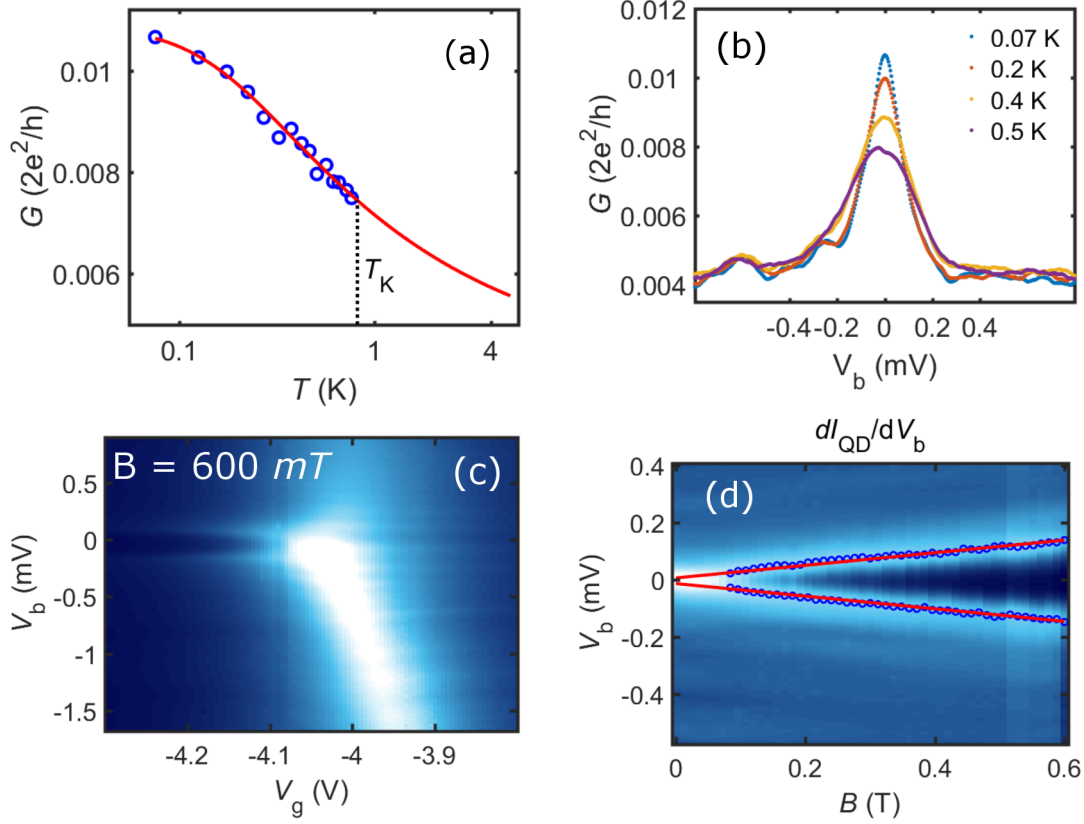 (a)
G (2e²/h)
0.01
0.008
0.006
T_K
0.1
1
4
T (K)
(b)
0.07 K
0.2 K
0.4 K
0.5 K
G (2e²/h)
0.012
0.010
0.008
0.006
0.004
-0.4
-0.2
0
0.2
0.4
V_b (mV)
B = 600 mT
(c)
V_b (mV)
0.5
0
-0.5
-1
-1.5
-4.2
-4.1
-4
-3.9
V_g (V)
dI_QD/dV_b
(d)
V_b (mV)
0.4
0.2
0
-0.2
-0.4
0
0.2
0.4
0.6
B (T)